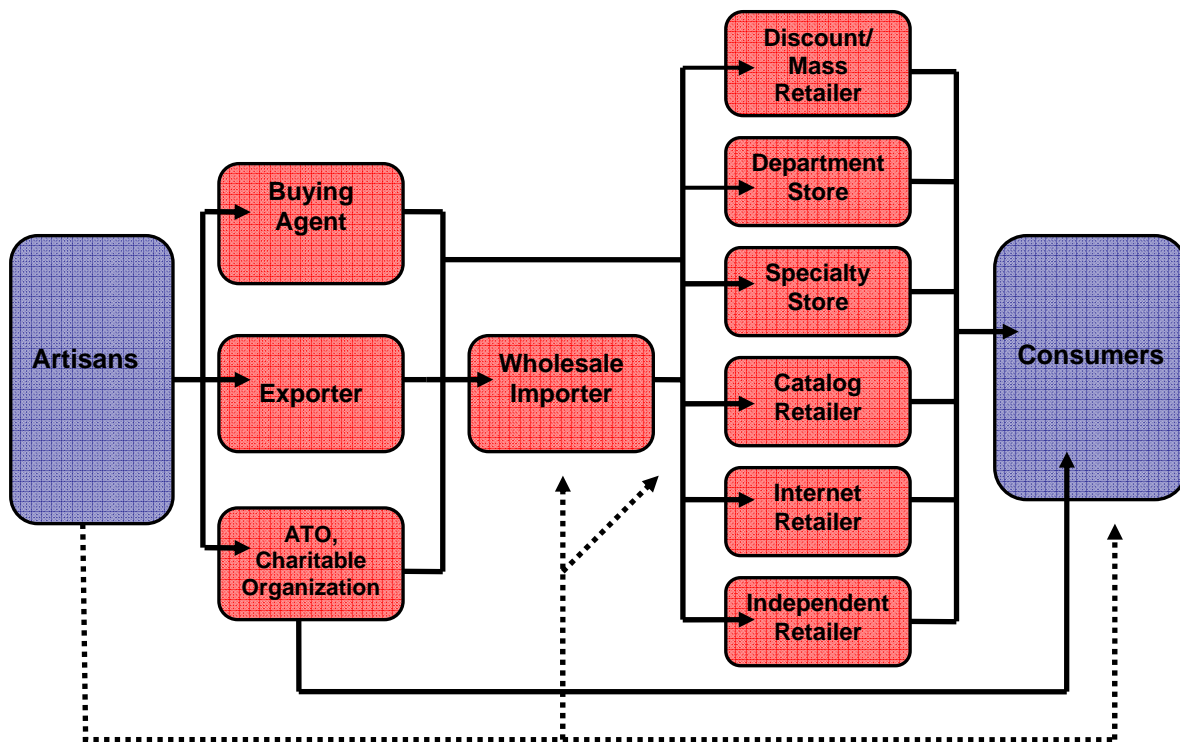 Artisans
Buying
Agent
Exporter
ATO,
Charitable
Organization
Wholesale
Importer
Discount/
Mass
Retailer
Department
Store
Specialty
Store
Catalog
Retailer
Internet
Retailer
Independent
Retailer
Consumers